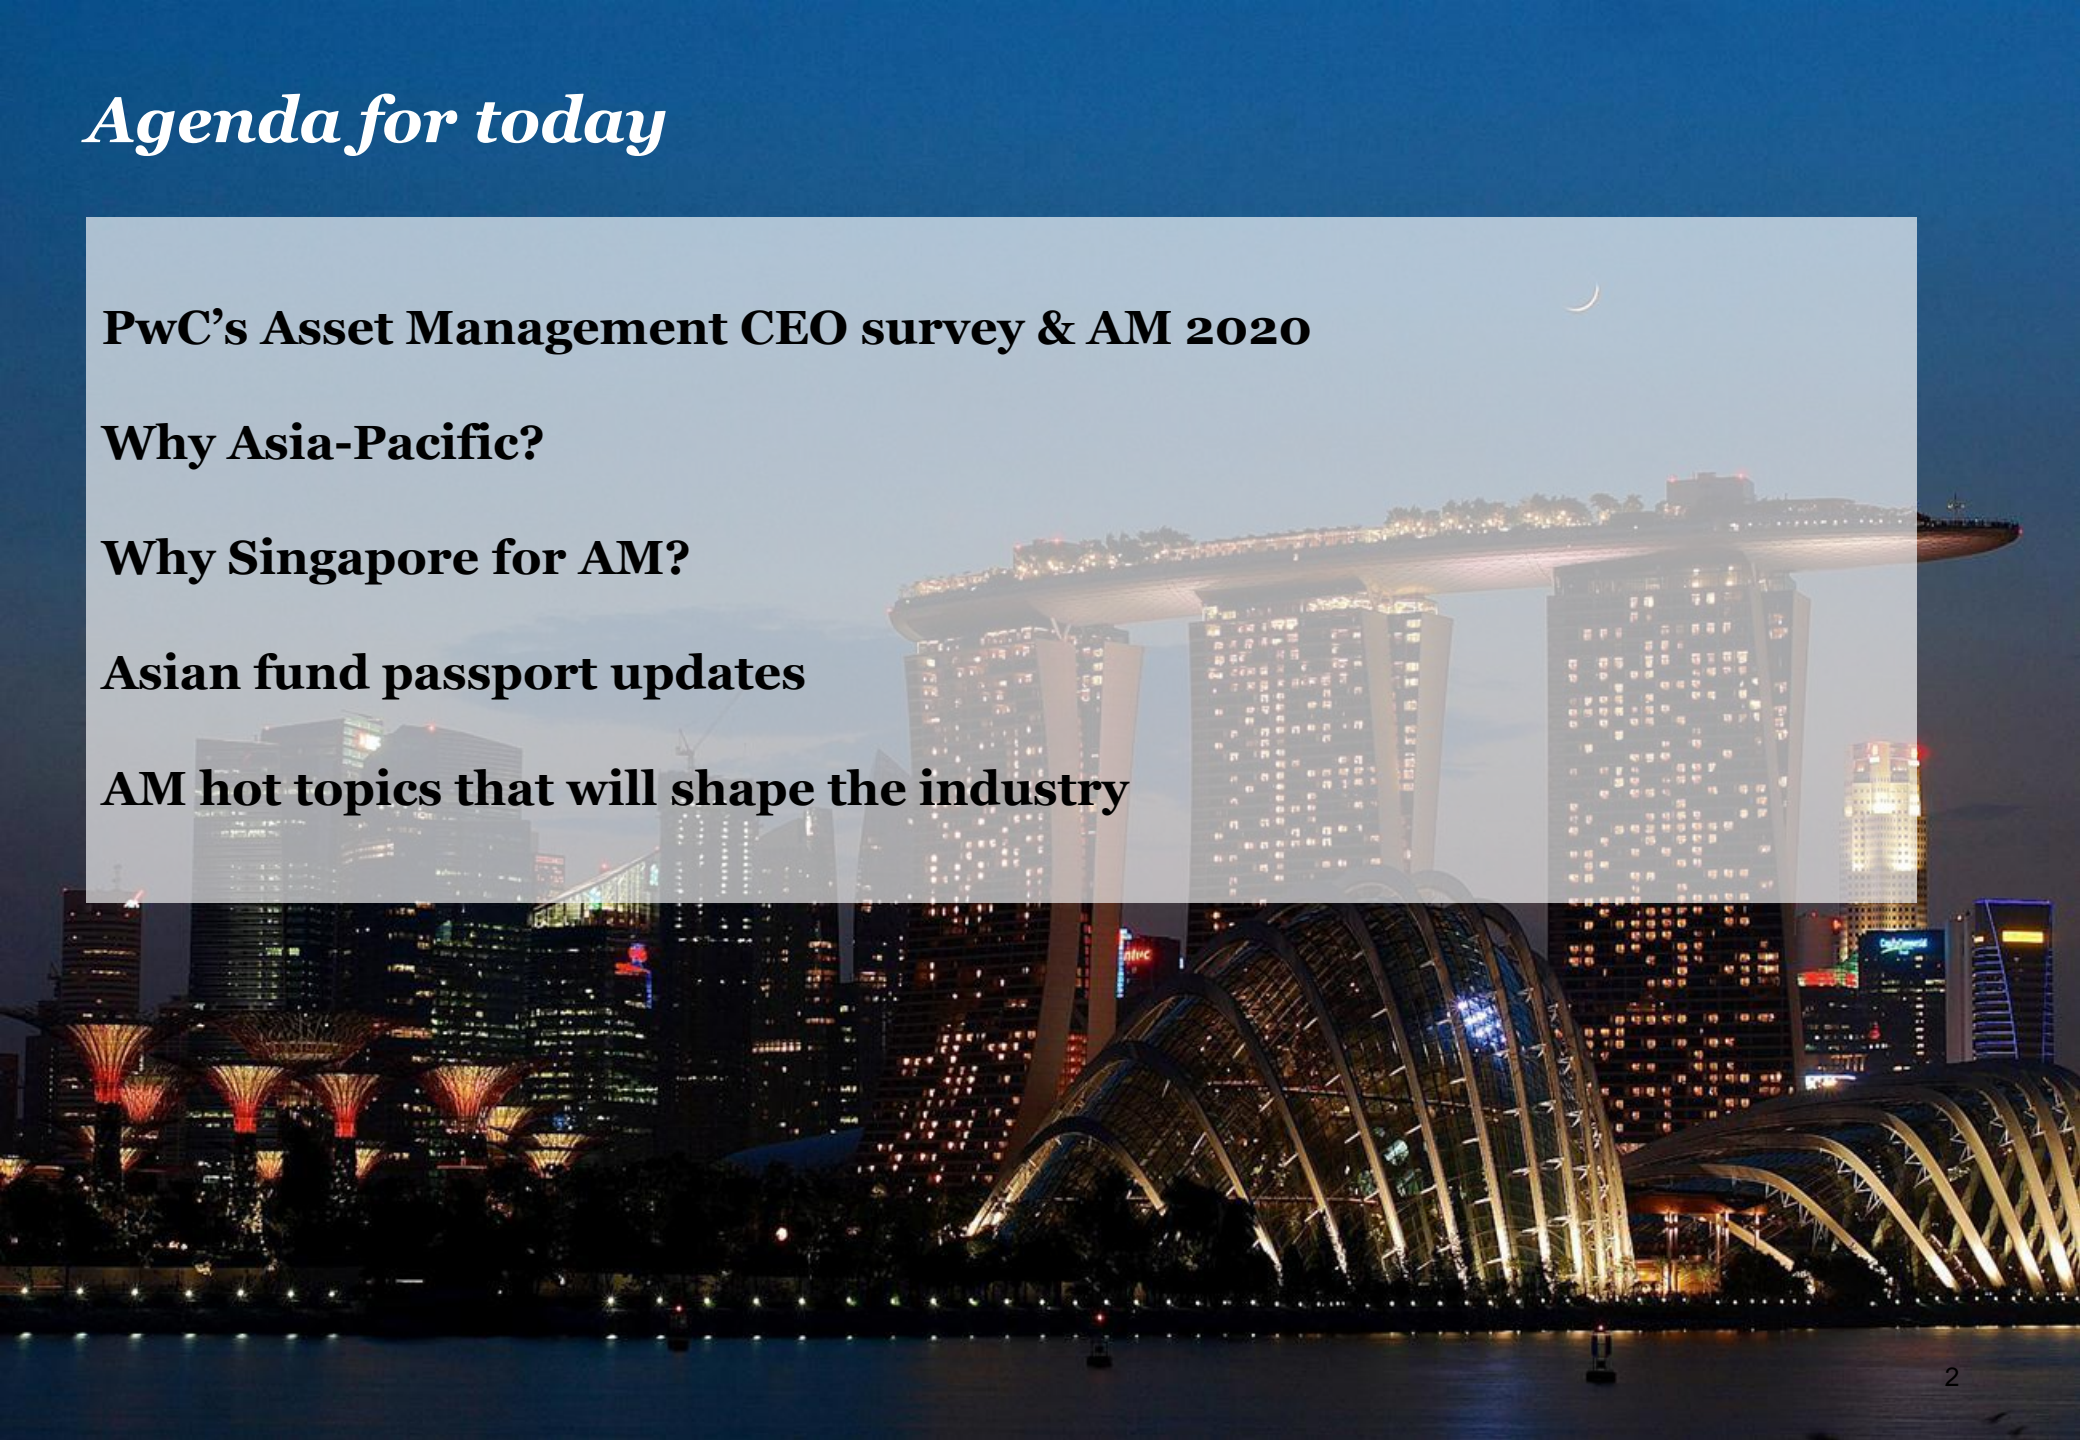 Agenda for today
PwC’s Asset Management CEO survey & AM 2020
Why Asia-Pacific?
Why Singapore for AM?
Asian fund passport updates
AM hot topics that will shape the industry
2